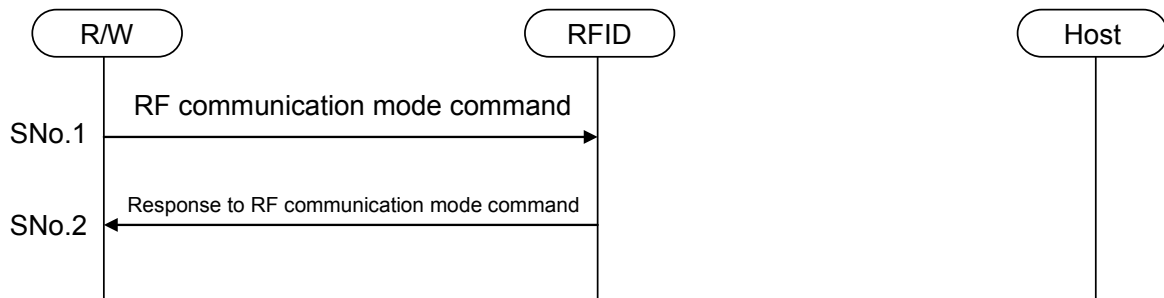 R/W
RFID
Host
RF communication mode command
SNo.1
Response to RF communication mode command
SNo.2